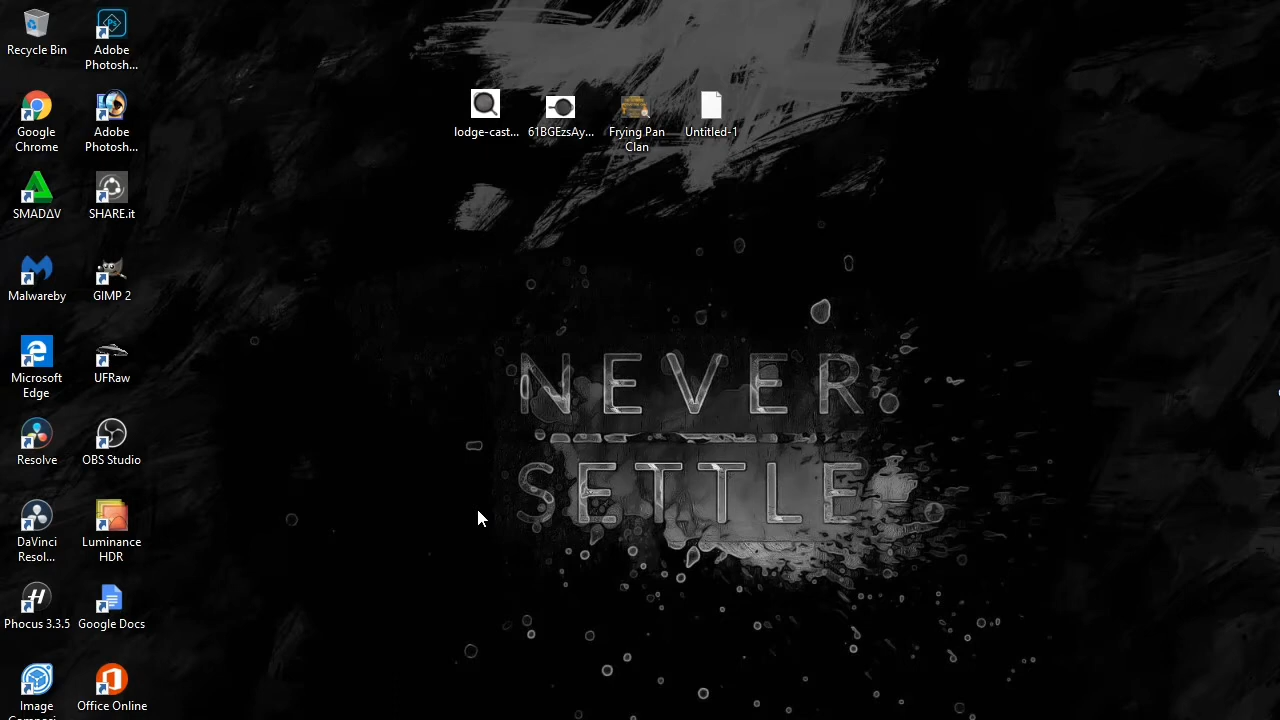 Recycle Bin
Adobe
Photosh...
Google
Chrome
Adobe
Photosh...
SMADΔV
SHARE.it
Malwareby
GIMP 2
Microsoft
Edge
UFRaw
Resolve
OBS Studio
DaVinci
Resol...
Luminance
HDR
Phocus 3.3.5
Google Docs
Image
Office Online
lodge-cast...
61BGEzsAy...
Frying Pan
Clan
Untitled-1
NEVER
SETTLE